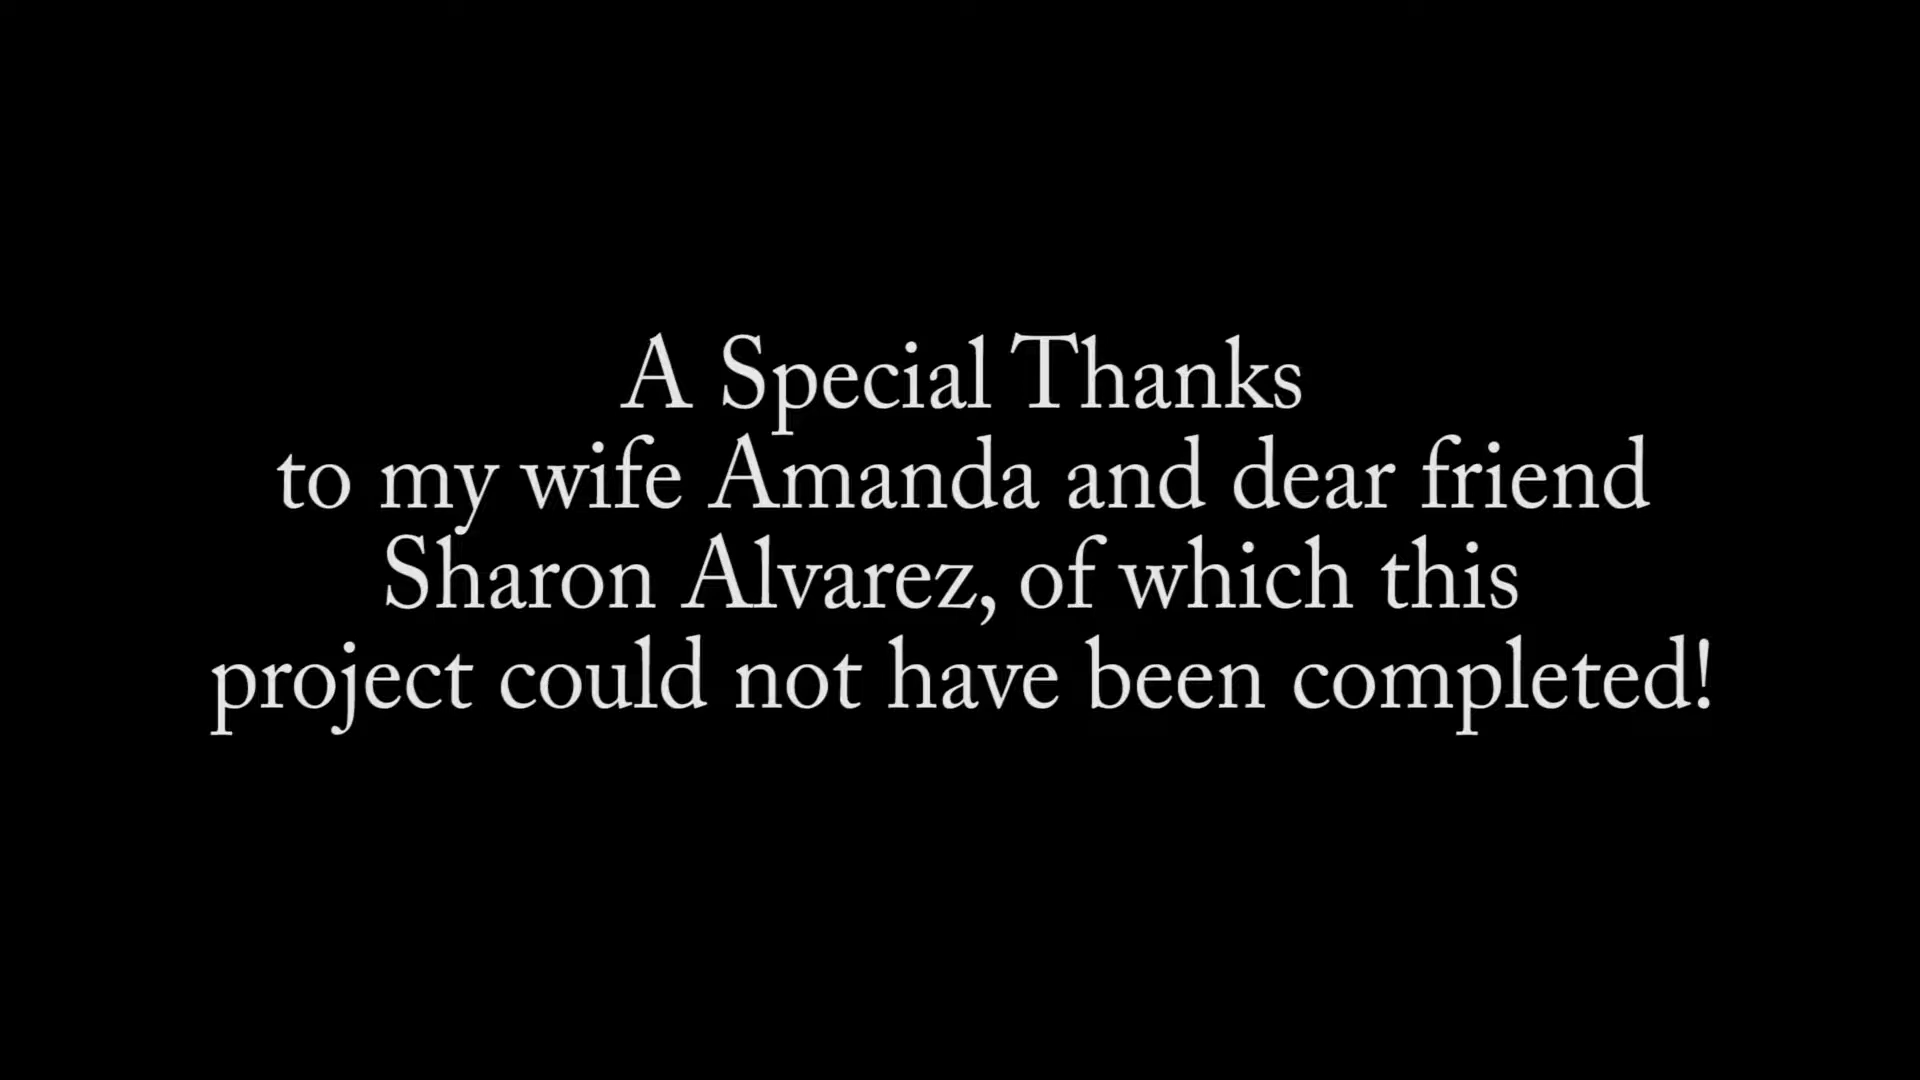 A Special Thanks
to my wife Amanda and dear friend
Sharon Alvarez, of which this
project could not have been completed!